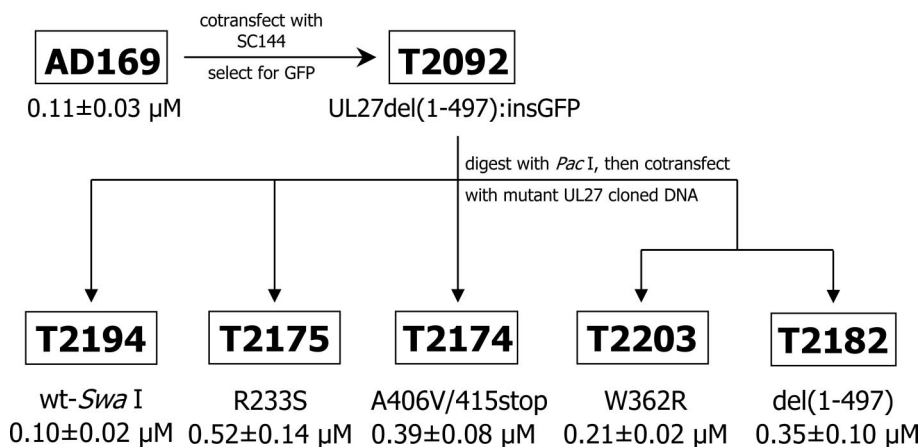 AD169
cotransfect with
SC144
select for GFP
T2092
0.11±0.03 µM
UL27del(1-497):insGFP
digest with Pac I, then cotransfect
with mutant UL27 cloned DNA
T2194
T2175
T2174
T2203
T2182
wt-Swa I
R233S
A406V/415stop
W362R
del(1-497)
0.10±0.02 µM
0.52±0.14 µM
0.39±0.08 µM
0.21±0.02 µM
0.35±0.10 µM